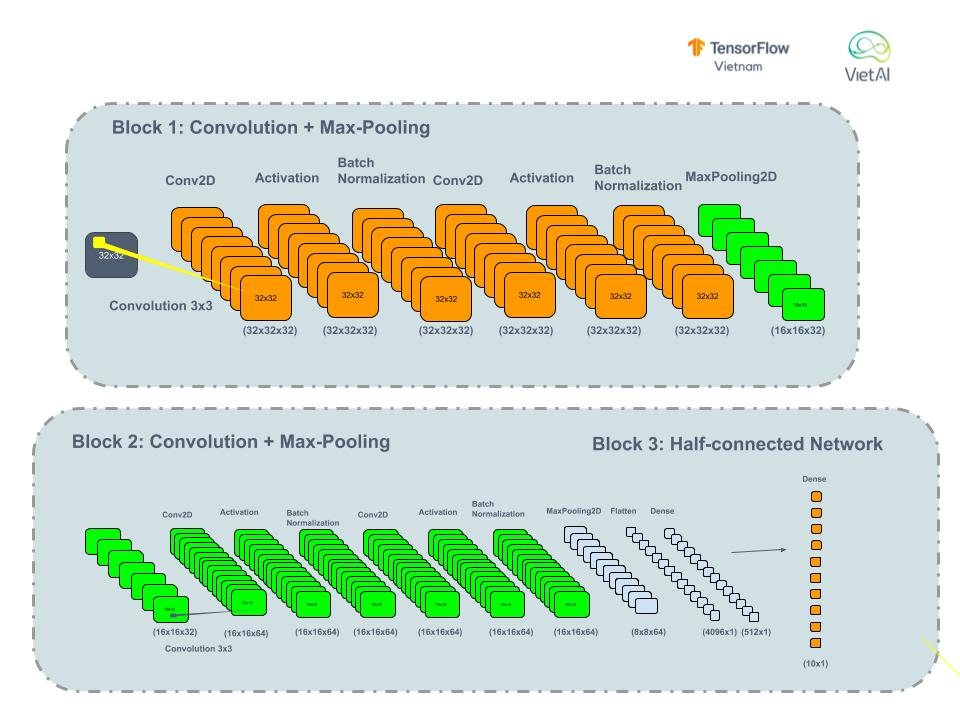 TensorFlow
Vietnam
VietAI
Block 1: Convolution + Max-Pooling
Conv2D
Activation
Batch
Normalization
Conv2D
Activation
Batch
Normalization
MaxPooling2D
32x32
Convolution 3x3
32x32
32x32
32x32
32x32
32x32
32x32
16x16
(32x32x32)
(32x32x32)
(32x32x32)
(32x32x32)
(32x32x32)
(32x32x32)
(16x16x32)
Block 2: Convolution + Max-Pooling
Block 3: Half-connected Network
Conv2D
Activation
Batch
Normalization
Conv2D
Activation
Batch
Normalization
MaxPooling2D
Flatten
Dense
Dense
16x16
16x16
16x16
16x16
16x16
16x16
16x16
(16x16x32)
(16x16x64)
(16x16x64)
(16x16x64)
(16x16x64)
(16x16x64)
(16x16x64)
(8x8x64)
(4096x1)
(512x1)
Convolution 3x3
(10x1)